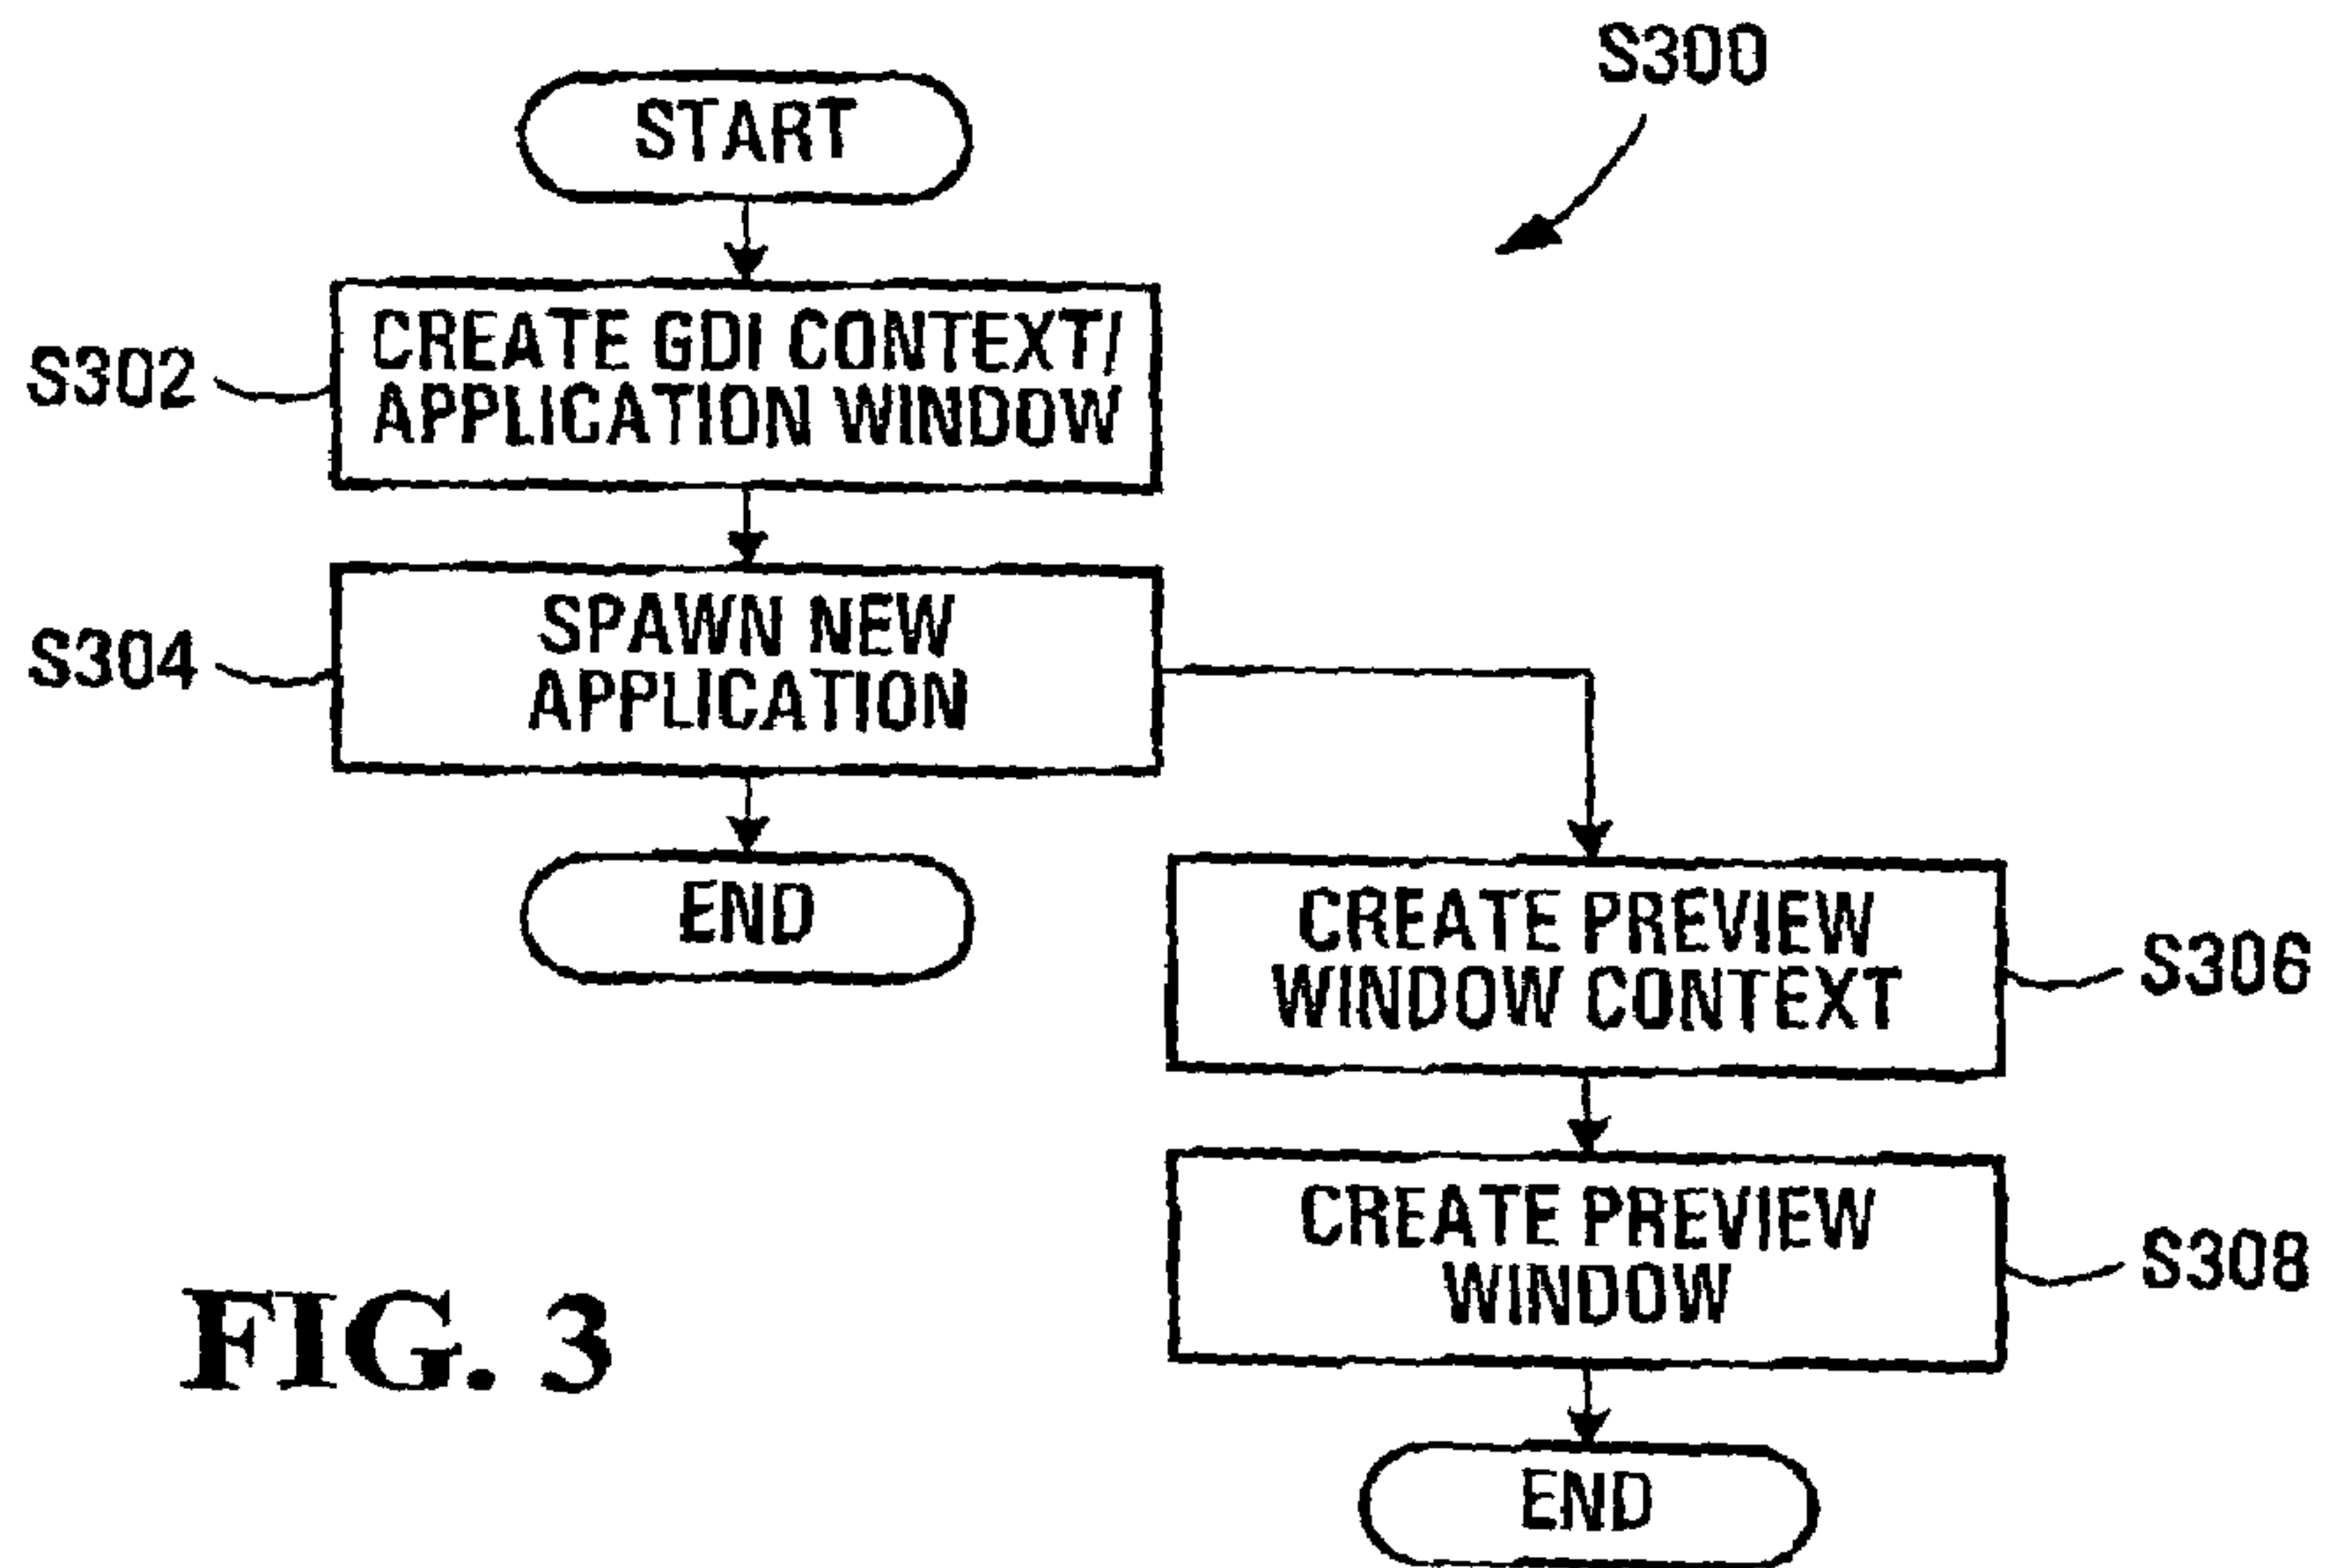 S300
START
S302
CREATE GDI CONTEXT/
APPLICATION WINDOW
S304
SPAWN NEW
APPLICATION
END
CREATE PREVIEW
WINDOW CONTEXT
S306
CREATE PREVIEW
WINDOW
S308
END
FIG. 3